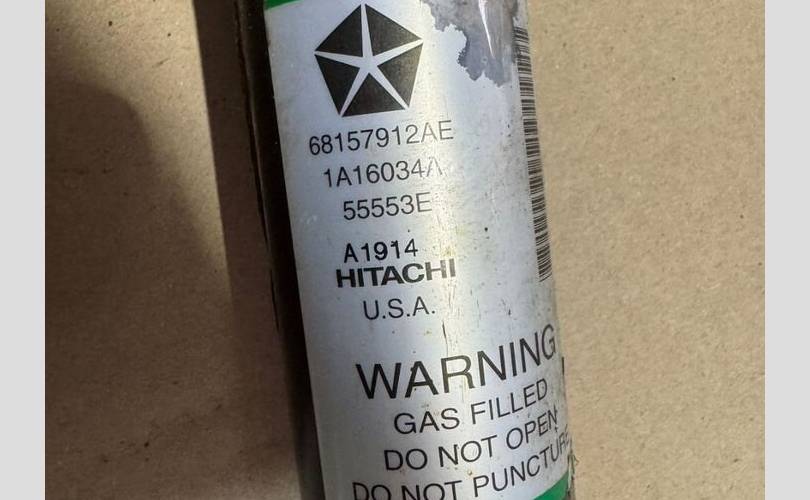 68157912AE
1A16034A
55553E
A1914
HITACHI
U.S.A.
WARNING
GAS FILLED
DO NOT OPEN
DO NOT PUNCTURE